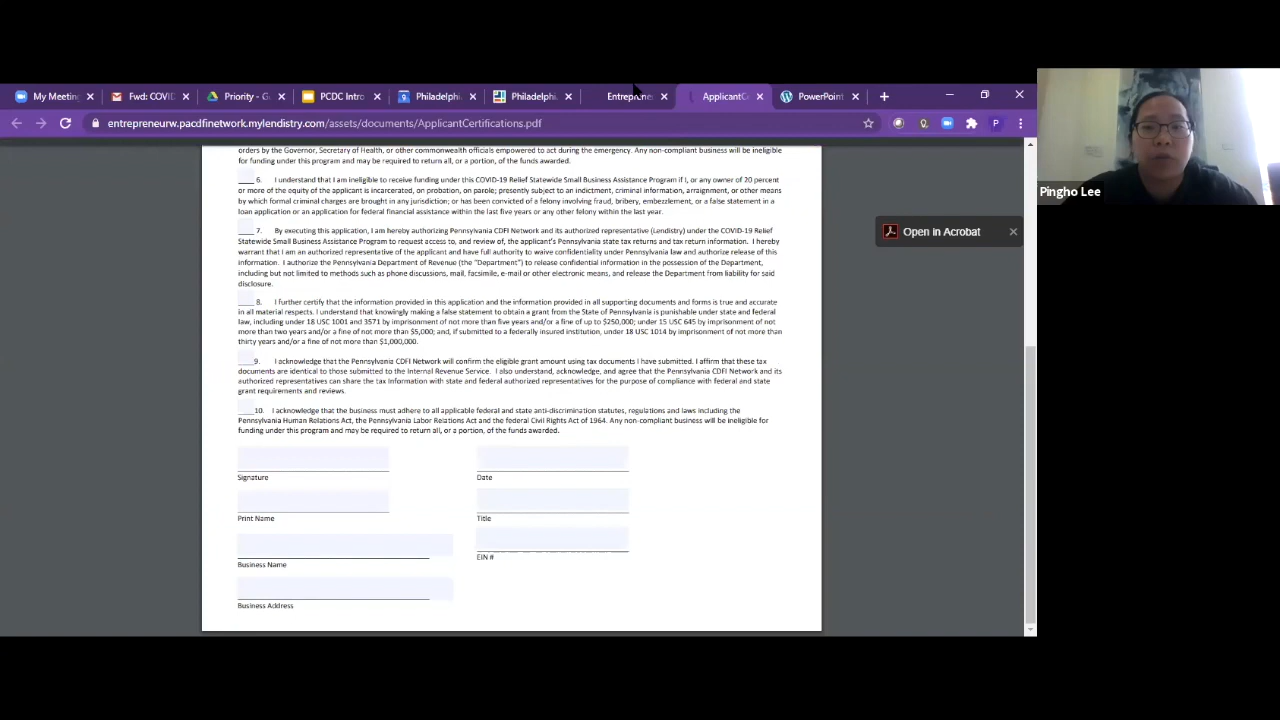 My Meetin
Fwd: COVI
Priority - G
PCDC Intro
Philadelphi
Philadelphi
Entrepren
ApplicantCe
PowerPoint
entrepreneurw.pacdfinetwork.mylendistry.com/assets/documents/ApplicantCertifications.pdf
P
orders by the Governor, Secretary of Health, or other commonwealth officials empowered to act during the emergency. Any non-compliant business will be ineligible
for funding under this program and may be required to return all, or a portion, of the funds awarded.
____ 6. I understand that I am ineligible to receive funding under this COVID-19 Relief Statewide Small Business Assistance Program if I, or any owner of 20 percent
or more of the equity of the applicant is incarcerated, on probation, on parole; presently subject to an indictment, criminal information, arraignment, or other means
by which formal criminal charges are brought in any jurisdiction; or has been convicted of a felony involving fraud, bribery, embezzlement, or a false statement in a
loan application or an application for federal financial assistance within the last five years or any other felony within the last year.
____ 7. By executing this application, I am hereby authorizing Pennsylvania CDFI Network and its authorized representative (Lendistry) under the COVID-19 Relief
Statewide Small Business Assistance Program to request access to, and review of, the applicant's Pennsylvania state tax returns and tax return information. I hereby
warrant that I am an authorized representative of the applicant and have full authority to waive confidentiality under Pennsylvania law and authorize release of this
information. I authorize the Pennsylvania Department of Revenue (the "Department") to release confidential information in the possession of the Department,
including but not limited to methods such as phone discussions, mail, facsimile, e-mail or other electronic means, and release the Department from liability for said
disclosure.
____ 8. I further certify that the information provided in this application and the information provided in all supporting documents and forms is true and accurate
in all material respects. I understand that knowingly making a false statement to obtain a grant from the State of Pennsylvania is punishable under state and federal
law, including under 18 USC 1001 and 3571 by imprisonment of not more than five years and/or a fine of up to $250,000; under 15 USC 645 by imprisonment of not
more than two years and/or a fine of not more than $5,000; and, if submitted to a federally insured institution, under 18 USC 1014 by imprisonment of not more than
thirty years and/or a fine of not more than $1,000,000.
____9. I acknowledge that the Pennsylvania CDFI Network will confirm the eligible grant amount using tax documents I have submitted. I affirm that these tax
documents are identical to those submitted to the Internal Revenue Service. I also understand, acknowledge, and agree that the Pennsylvania CDFI Network and its
authorized representatives can share the tax Information with state and federal authorized representatives for the purpose of compliance with federal and state
grant requirements and reviews.
____10. I acknowledge that the business must adhere to all applicable federal and state anti-discrimination statutes, regulations and laws including the
Pennsylvania Human Relations Act, the Pennsylvania Labor Relations Act and the federal Civil Rights Act of 1964. Any non-compliant business will be ineligible for
funding under this program and may be required to return all, or a portion, of the funds awarded.
Signature
Date
Print Name
Title
EIN #
Business Name
Business Address
Open in Acrobat
Pingho Lee